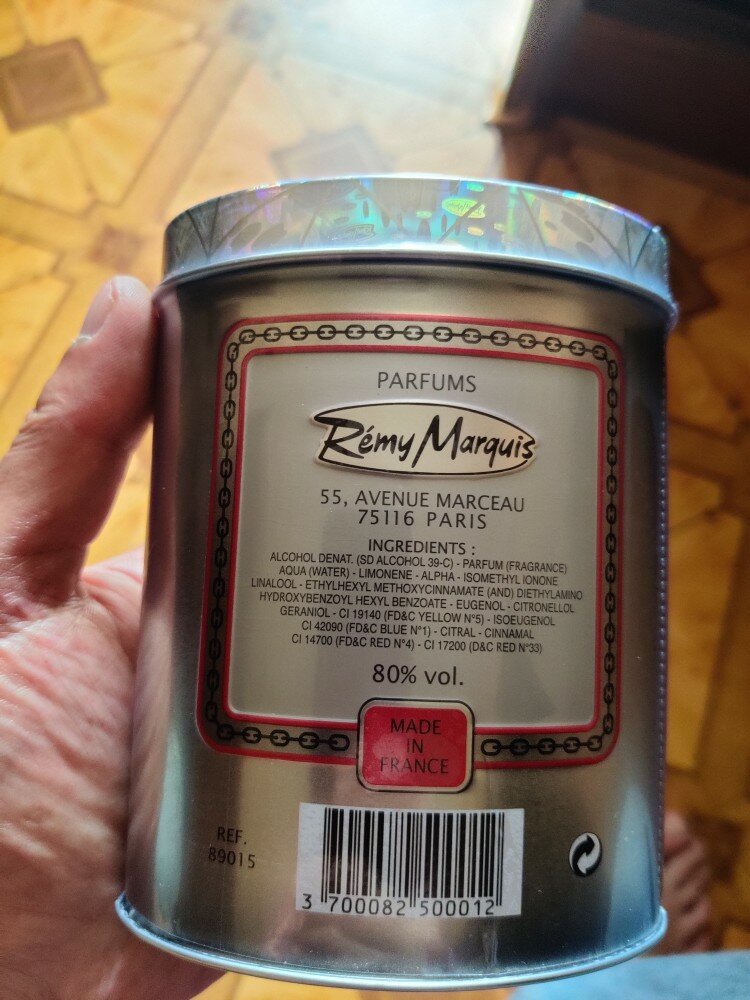 PARFUMS
Rémy Marquis
55, AVENUE MARCEAU
75116 PARIS
INGREDIENTS :
ALCOHOL DENAT. (SD ALCOHOL 39-C) - PARFUM (FRAGRANCE)
AQUA (WATER) - LIMONENE - ALPHA - ISOMETHYL IONONE
LINALOOL - ETHYLHEXYL METHOXYCINNAMATE (AND) DIETHYLAMINO
HYDROXYBENZOYL HEXYL BENZOATE - EUGENOL - CITRONELLOL
GERANIOL - CI 19140 (FD&C YELLOW N°5) - ISOEUGENOL
CI 42090 (FD&C BLUE N°1) - CITRAL - CINNAMAL
CI 14700 (FD&C RED N°4) - CI 17200 (D&C RED N°33)
80% vol.
MADE
IN
FRANCE
REF.
89015
3 700082 500012